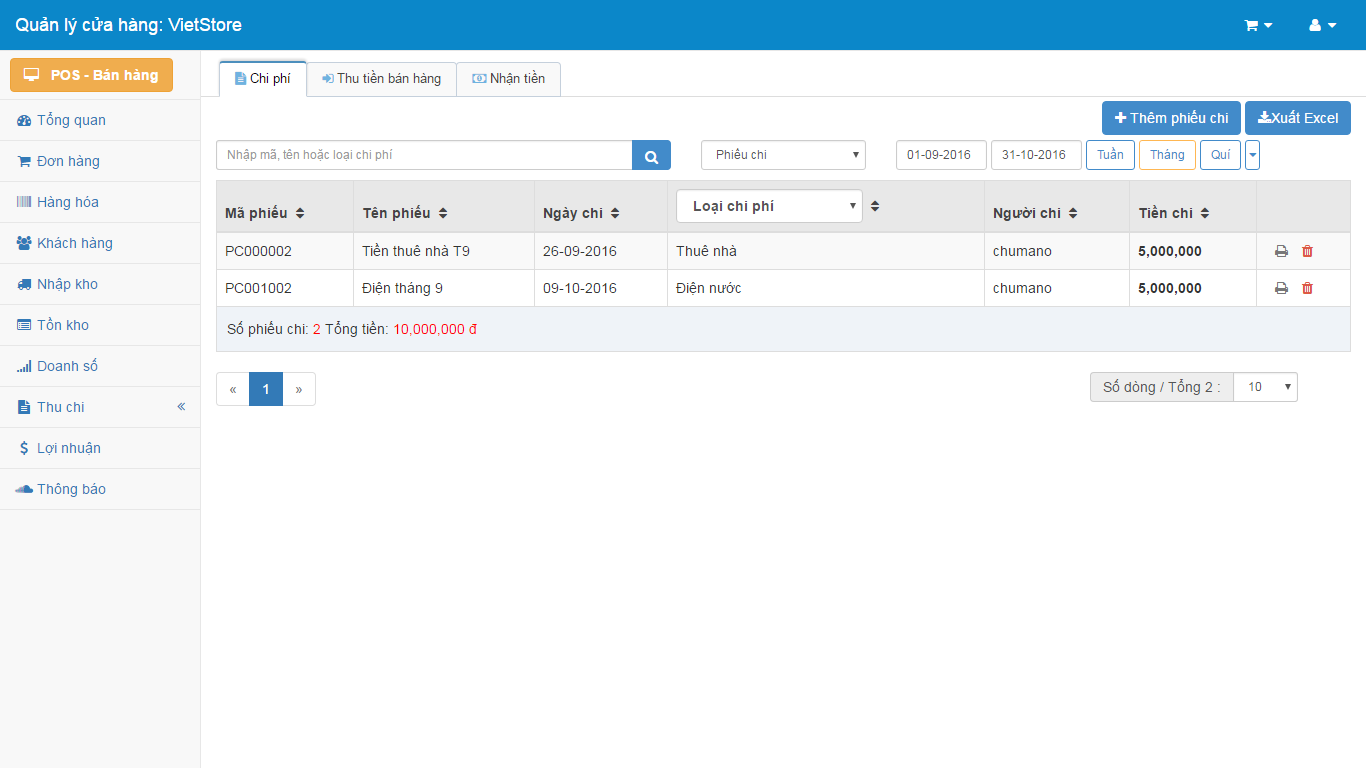 Quản lý cửa hàng: VietStore
POS - Bán hàng
Tổng quan
Đơn hàng
Hàng hóa
Khách hàng
Nhập kho
Tồn kho
Doanh số
Thu chi
Lợi nhuận
Thông báo
Chi phí Thu tiền bán hàng Nhận tiền
Thêm phiếu chi Xuất Excel
Nhập mã, tên hoặc loại chi phí Phiếu chi 01-09-2016 31-10-2016 Tuần Tháng Quí
Mã phiếu Tên phiếu Ngày chi Loại chi phí Người chi Tiền chi
PC000002 Tiền thuê nhà T9 26-09-2016 Thuê nhà chumano 5,000,000
PC001002 Điện tháng 9 09-10-2016 Điện nước chumano 5,000,000
Số phiếu chi: 2 Tổng tiền: 10,000,000 đ
« 1 » Số dòng / Tổng 2 : 10